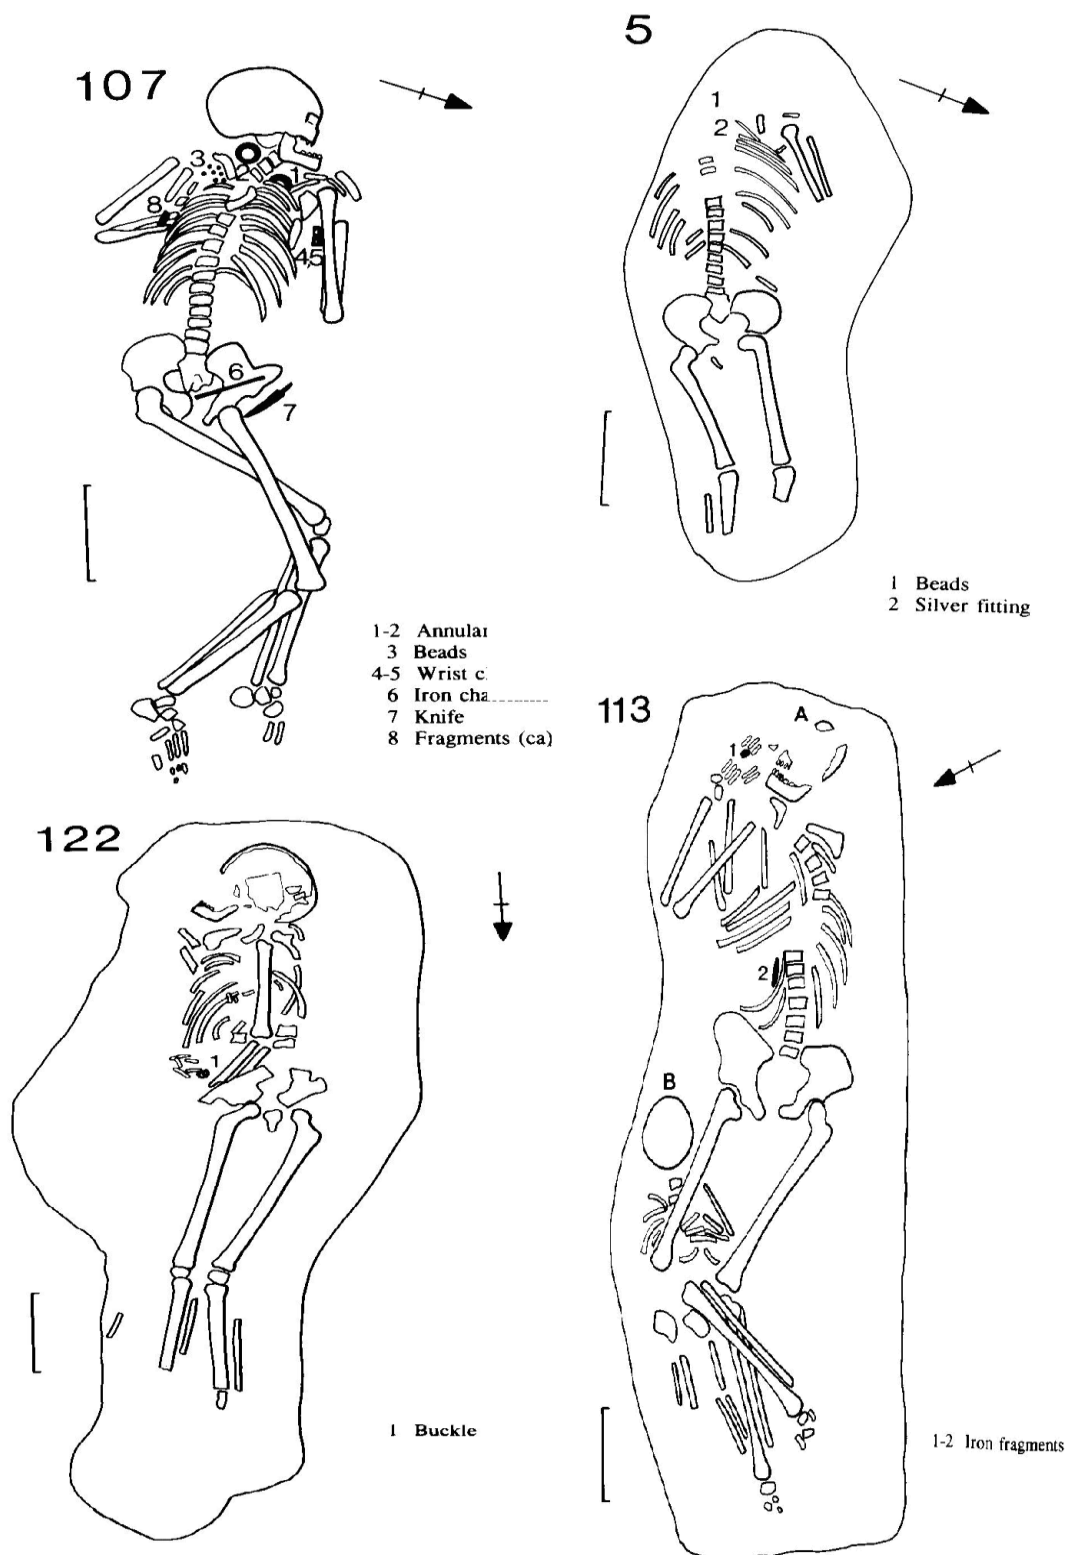 107
3
1
8
4,5
6
7
1-2 Annular
3 Beads
4-5 Wrist c
6 Iron cha
7 Knife
8 Fragments (ca)
5
1
2
1 Beads
2 Silver fitting
122
1
1 Buckle
113
A
1
2
B
1-2 Iron fragments